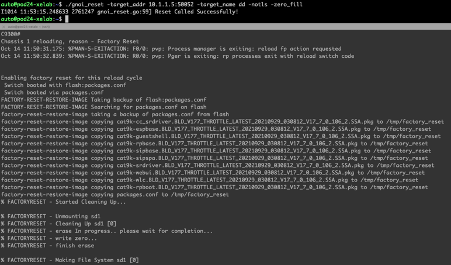 auto@pod24-xelab:~$ ./gnoi_reset -target_addr 10.1.1.5:50052 -target_name dd -notls -zero_fill
I1014 11:53:15.248633 2761247 gnoi_reset.go:59] Reset Called Successfully!
auto@pod24-xelab:~$
C9300#
Chassis 1 reloading, reason - Factory Reset
Oct 14 11:50:31.175: %PMAN-5-EXITACTION: F0/0: pvp: Process manager is exiting: reload fp action requested
Oct 14 11:50:32.839: %PMAN-5-EXITACTION: R0/0: pvp: Pger is exiting: rp processes exit with reload switch code
Enabling factory reset for this reload cycle
Switch booted with flash:packages.conf
Switch booted via packages.conf
FACTORY-RESET-RESTORE-IMAGE Taking backup of flash:packages.conf
FACTORY-RESET-RESTORE-IMAGE Searching for packages.conf on flash
factory-reset-restore-image taking a backup of packages.conf from flash
factory-reset-restore-image copying cat9k-cc_srdriver.BLD_V177_THROTTLE_LATEST_20210929_030812_V17_7_0_106_2.SSA.pkg to /tmp/factory_reset
factory-reset-restore-image copying cat9k-espbase.BLD_V177_THROTTLE_LATEST_20210929_030812_V17_7_0_106_2.SSA.pkg to /tmp/factory_reset
factory-reset-restore-image copying cat9k-guestshell.BLD_V177_THROTTLE_LATEST_20210929_030812_V17_7_0_106_2.SSA.pkg to /tmp/factory_reset
factory-reset-restore-image copying cat9k-rpbase.BLD_V177_THROTTLE_LATEST_20210929_030812_V17_7_0_106_2.SSA.pkg to /tmp/factory_reset
factory-reset-restore-image copying cat9k-sipbase.BLD_V177_THROTTLE_LATEST_20210929_030812_V17_7_0_106_2.SSA.pkg to /tmp/factory_reset
factory-reset-restore-image copying cat9k-sipspa.BLD_V177_THROTTLE_LATEST_20210929_030812_V17_7_0_106_2.SSA.pkg to /tmp/factory_reset
factory-reset-restore-image copying cat9k-srdriver.BLD_V177_THROTTLE_LATEST_20210929_030812_V17_7_0_106_2.SSA.pkg to /tmp/factory_reset
factory-reset-restore-image copying cat9k-webui.BLD_V177_THROTTLE_LATEST_20210929_030812_V17_7_0_106_2.SSA.pkg to /tmp/factory_reset
factory-reset-restore-image copying cat9k-wlc.BLD_V177_THROTTLE_LATEST_20210929_030812_V17_7_0_106_2.SSA.pkg to /tmp/factory_reset
factory-reset-restore-image copying cat9k-rpboot.BLD_V177_THROTTLE_LATEST_20210929_030812_V17_7_0_106_2.SSA.pkg to /tmp/factory_reset
factory-reset-restore-image copying packages.conf to /tmp/factory_reset
% FACTORYRESET - Started Cleaning Up...
% FACTORYRESET - Unmounting sd1
% FACTORYRESET - Cleaning Up sd1 [0]
% FACTORYRESET - erase In progress.. please wait for completion...
% FACTORYRESET - write zero...
% FACTORYRESET - finish erase
% FACTORYRESET - Making File System sd1 [0]